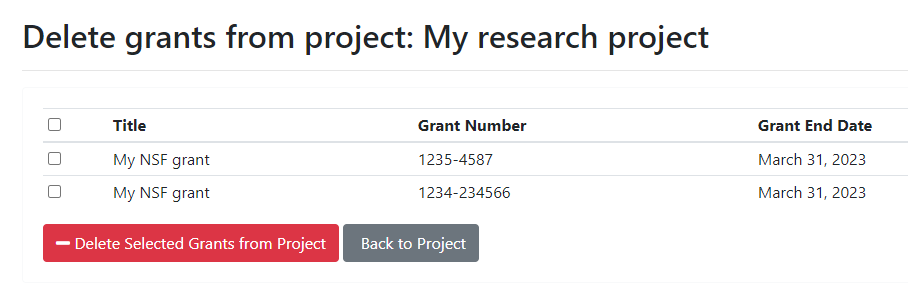 Delete grants from project: My research project
Title Grant Number Grant End Date
My NSF grant 1235-4587 March 31, 2023
My NSF grant 1234-234566 March 31, 2023
Delete Selected Grants from Project Back to Project